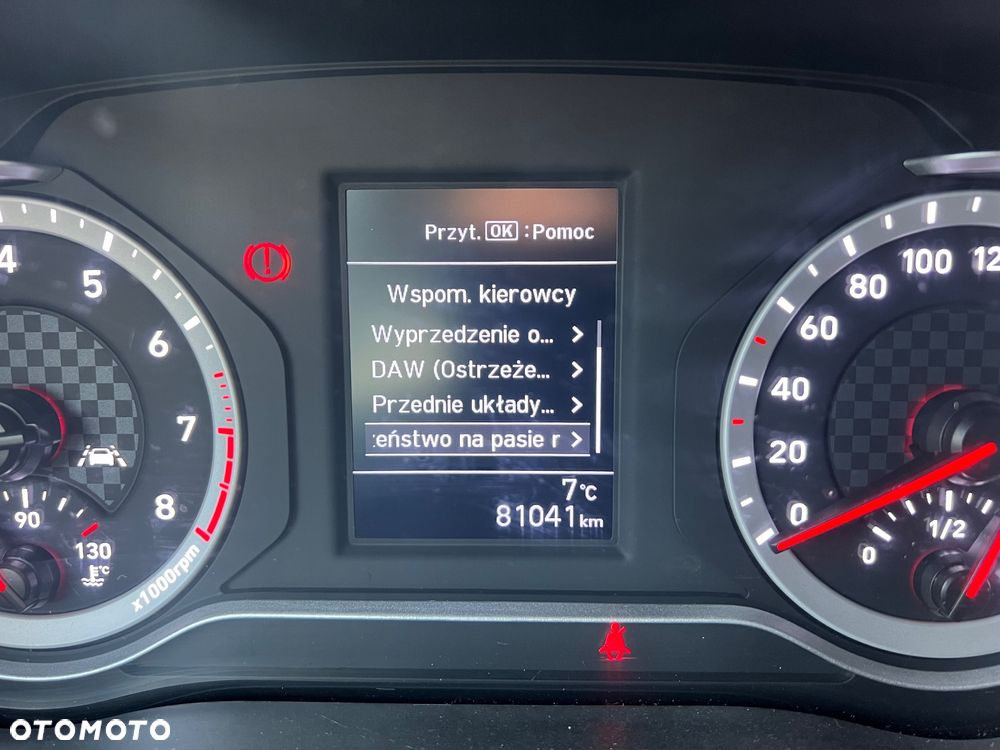 Przyt. OK : Pomoc
Wspom. kierowcy
Wyprzedzenie o... >
DAW (Ostrzeże... >
Przednie układy... >
eństwo na pasie r >
7°C
81041 km
4
5
6
7
8
x1000rpm
90
130
°C
0
20
40
60
80
100
12
0
1/2
OTOMOTO